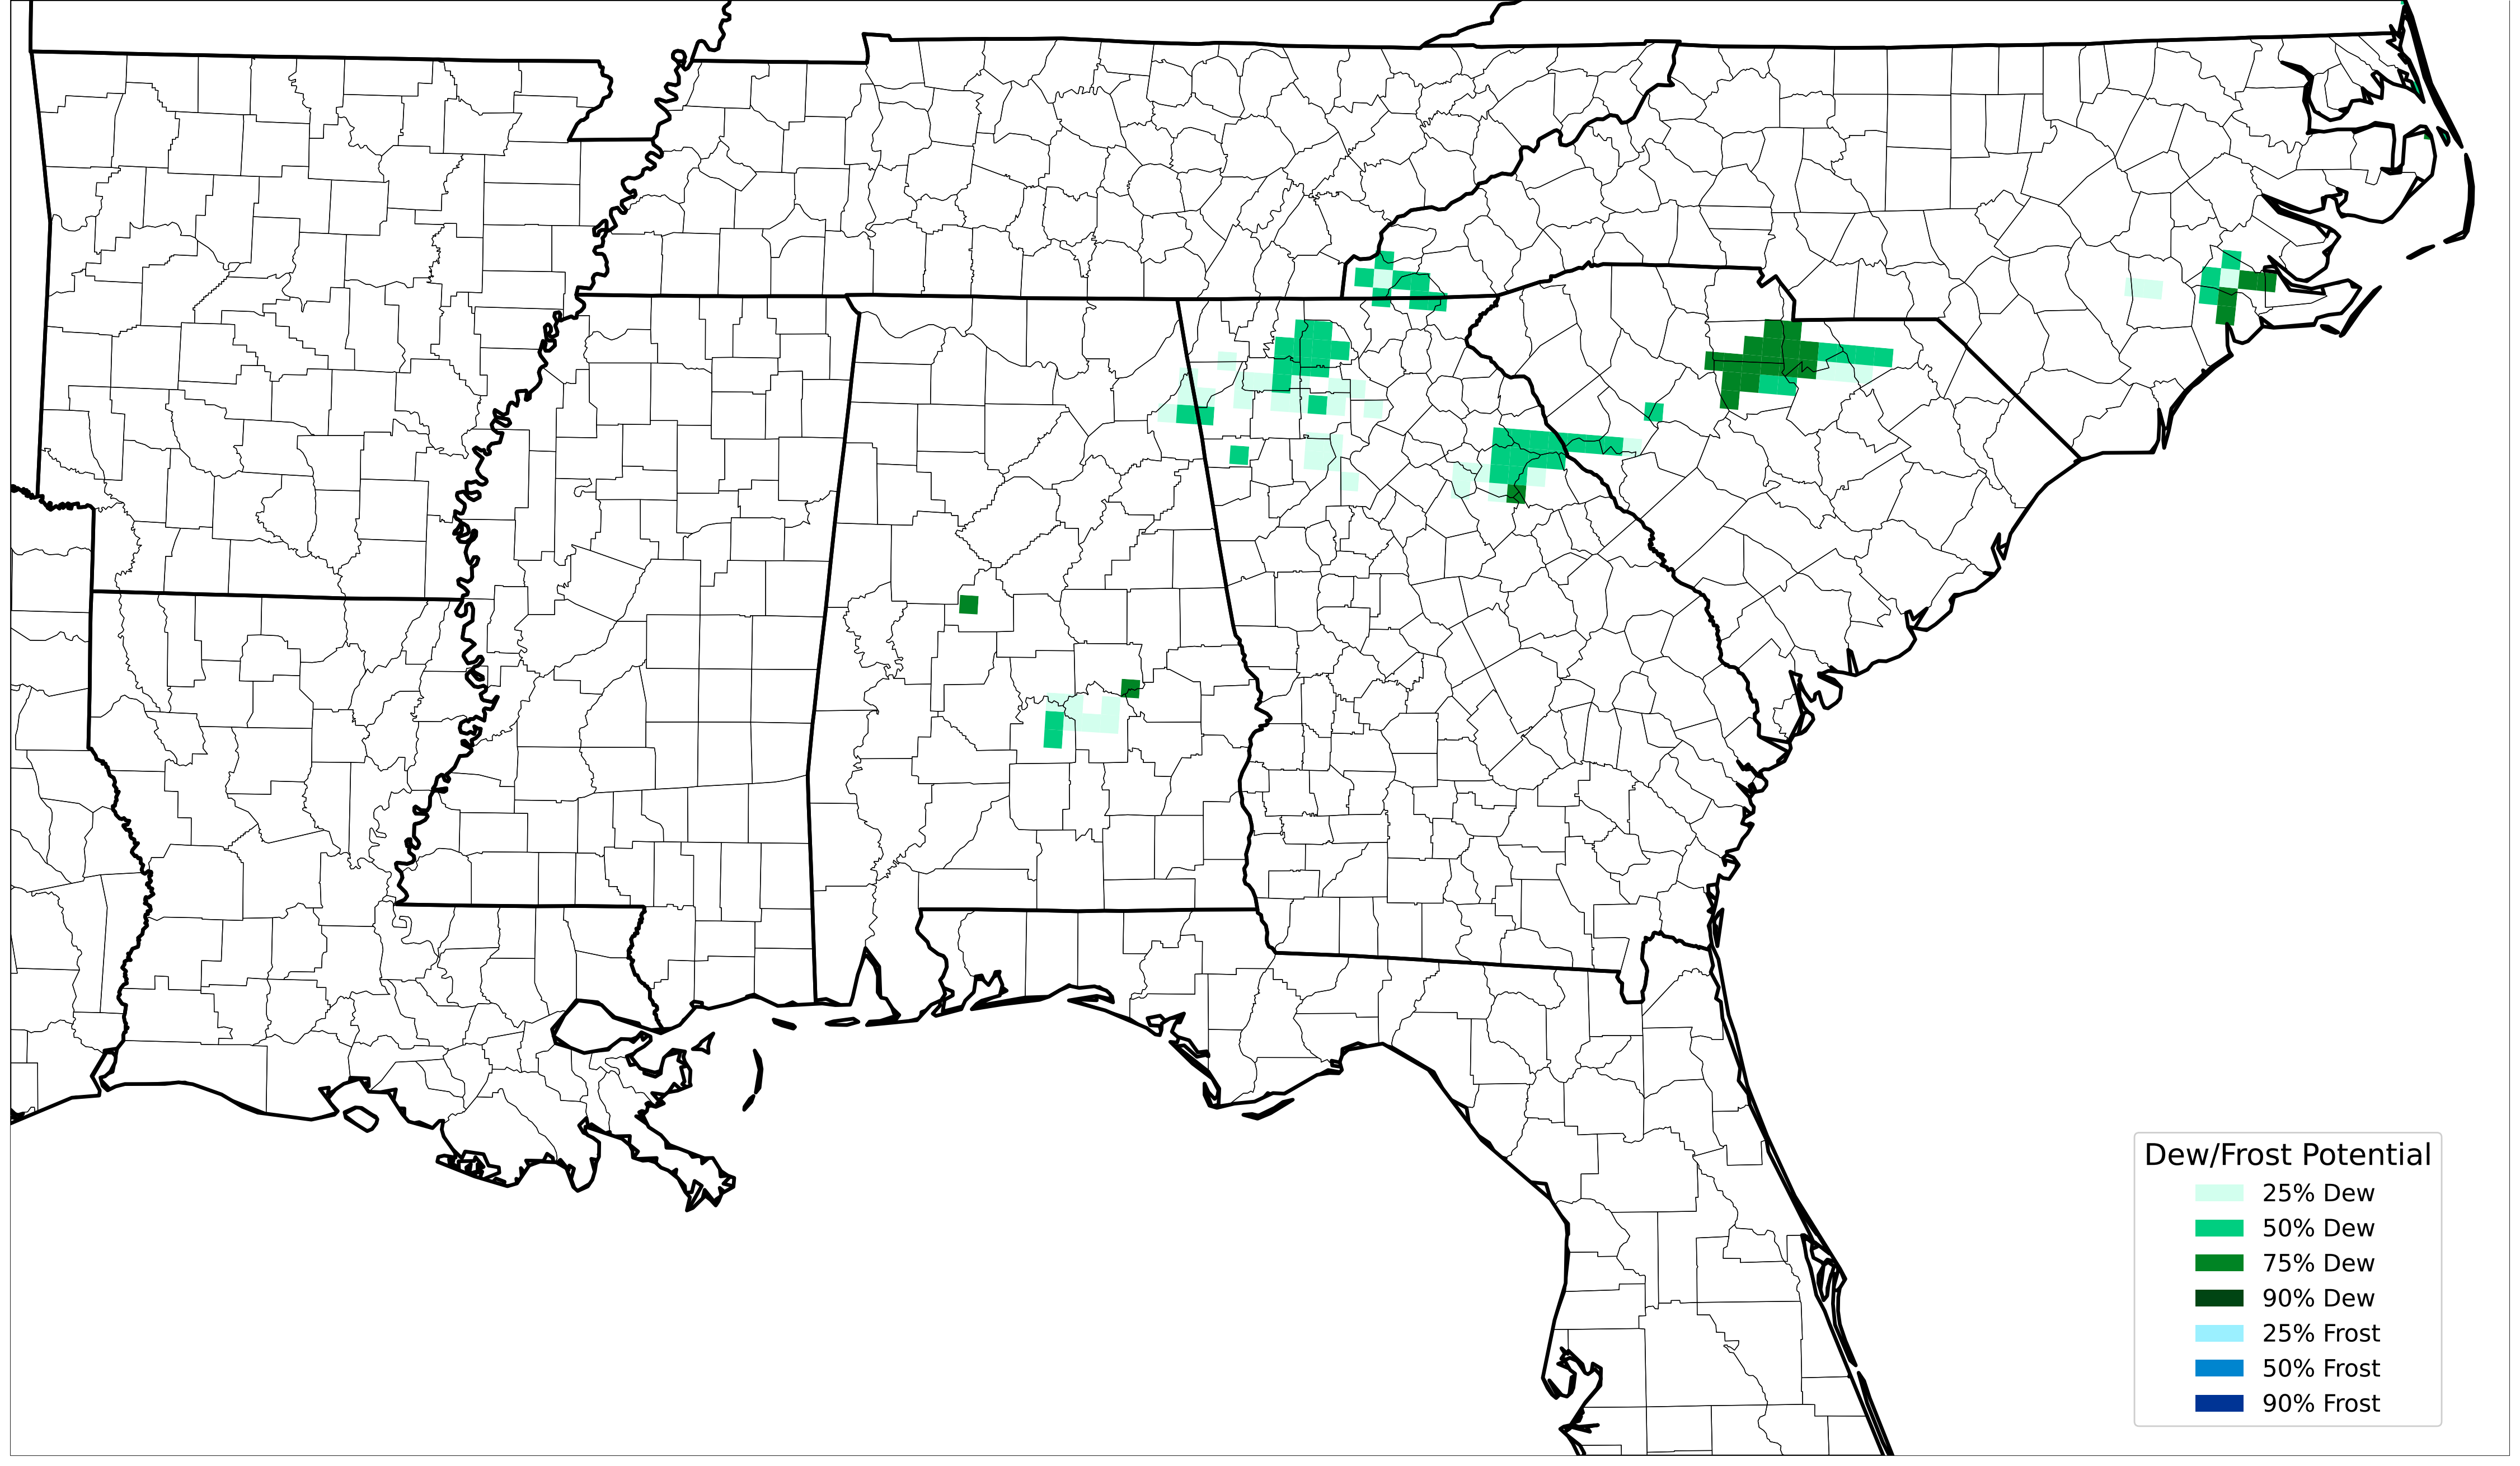 Dew/Frost Potential
25% Dew
50% Dew
75% Dew
90% Dew
25% Frost
50% Frost
90% Frost